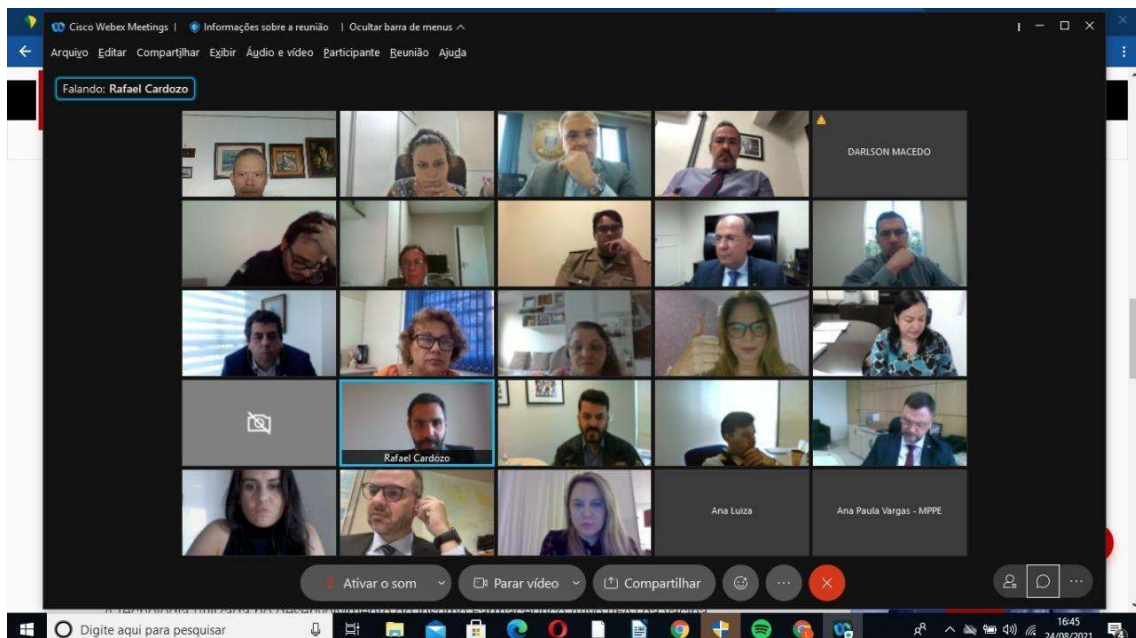 Cisco Webex Meetings | Informações sobre a reunião | Ocultar barra de menus
Arquivo Editar Compartilhar Exibir Áudio e vídeo Participante Reunião Ajuda
Falando: Rafael Cardozo
DARLSON MACEDO
Rafael Cardozo
Ana Luiza
Ana Paula Vargas - MPPE
Ativar o som
Parar vídeo
Compartilhar
Digite aqui para pesquisar
16:45
24/08/2021